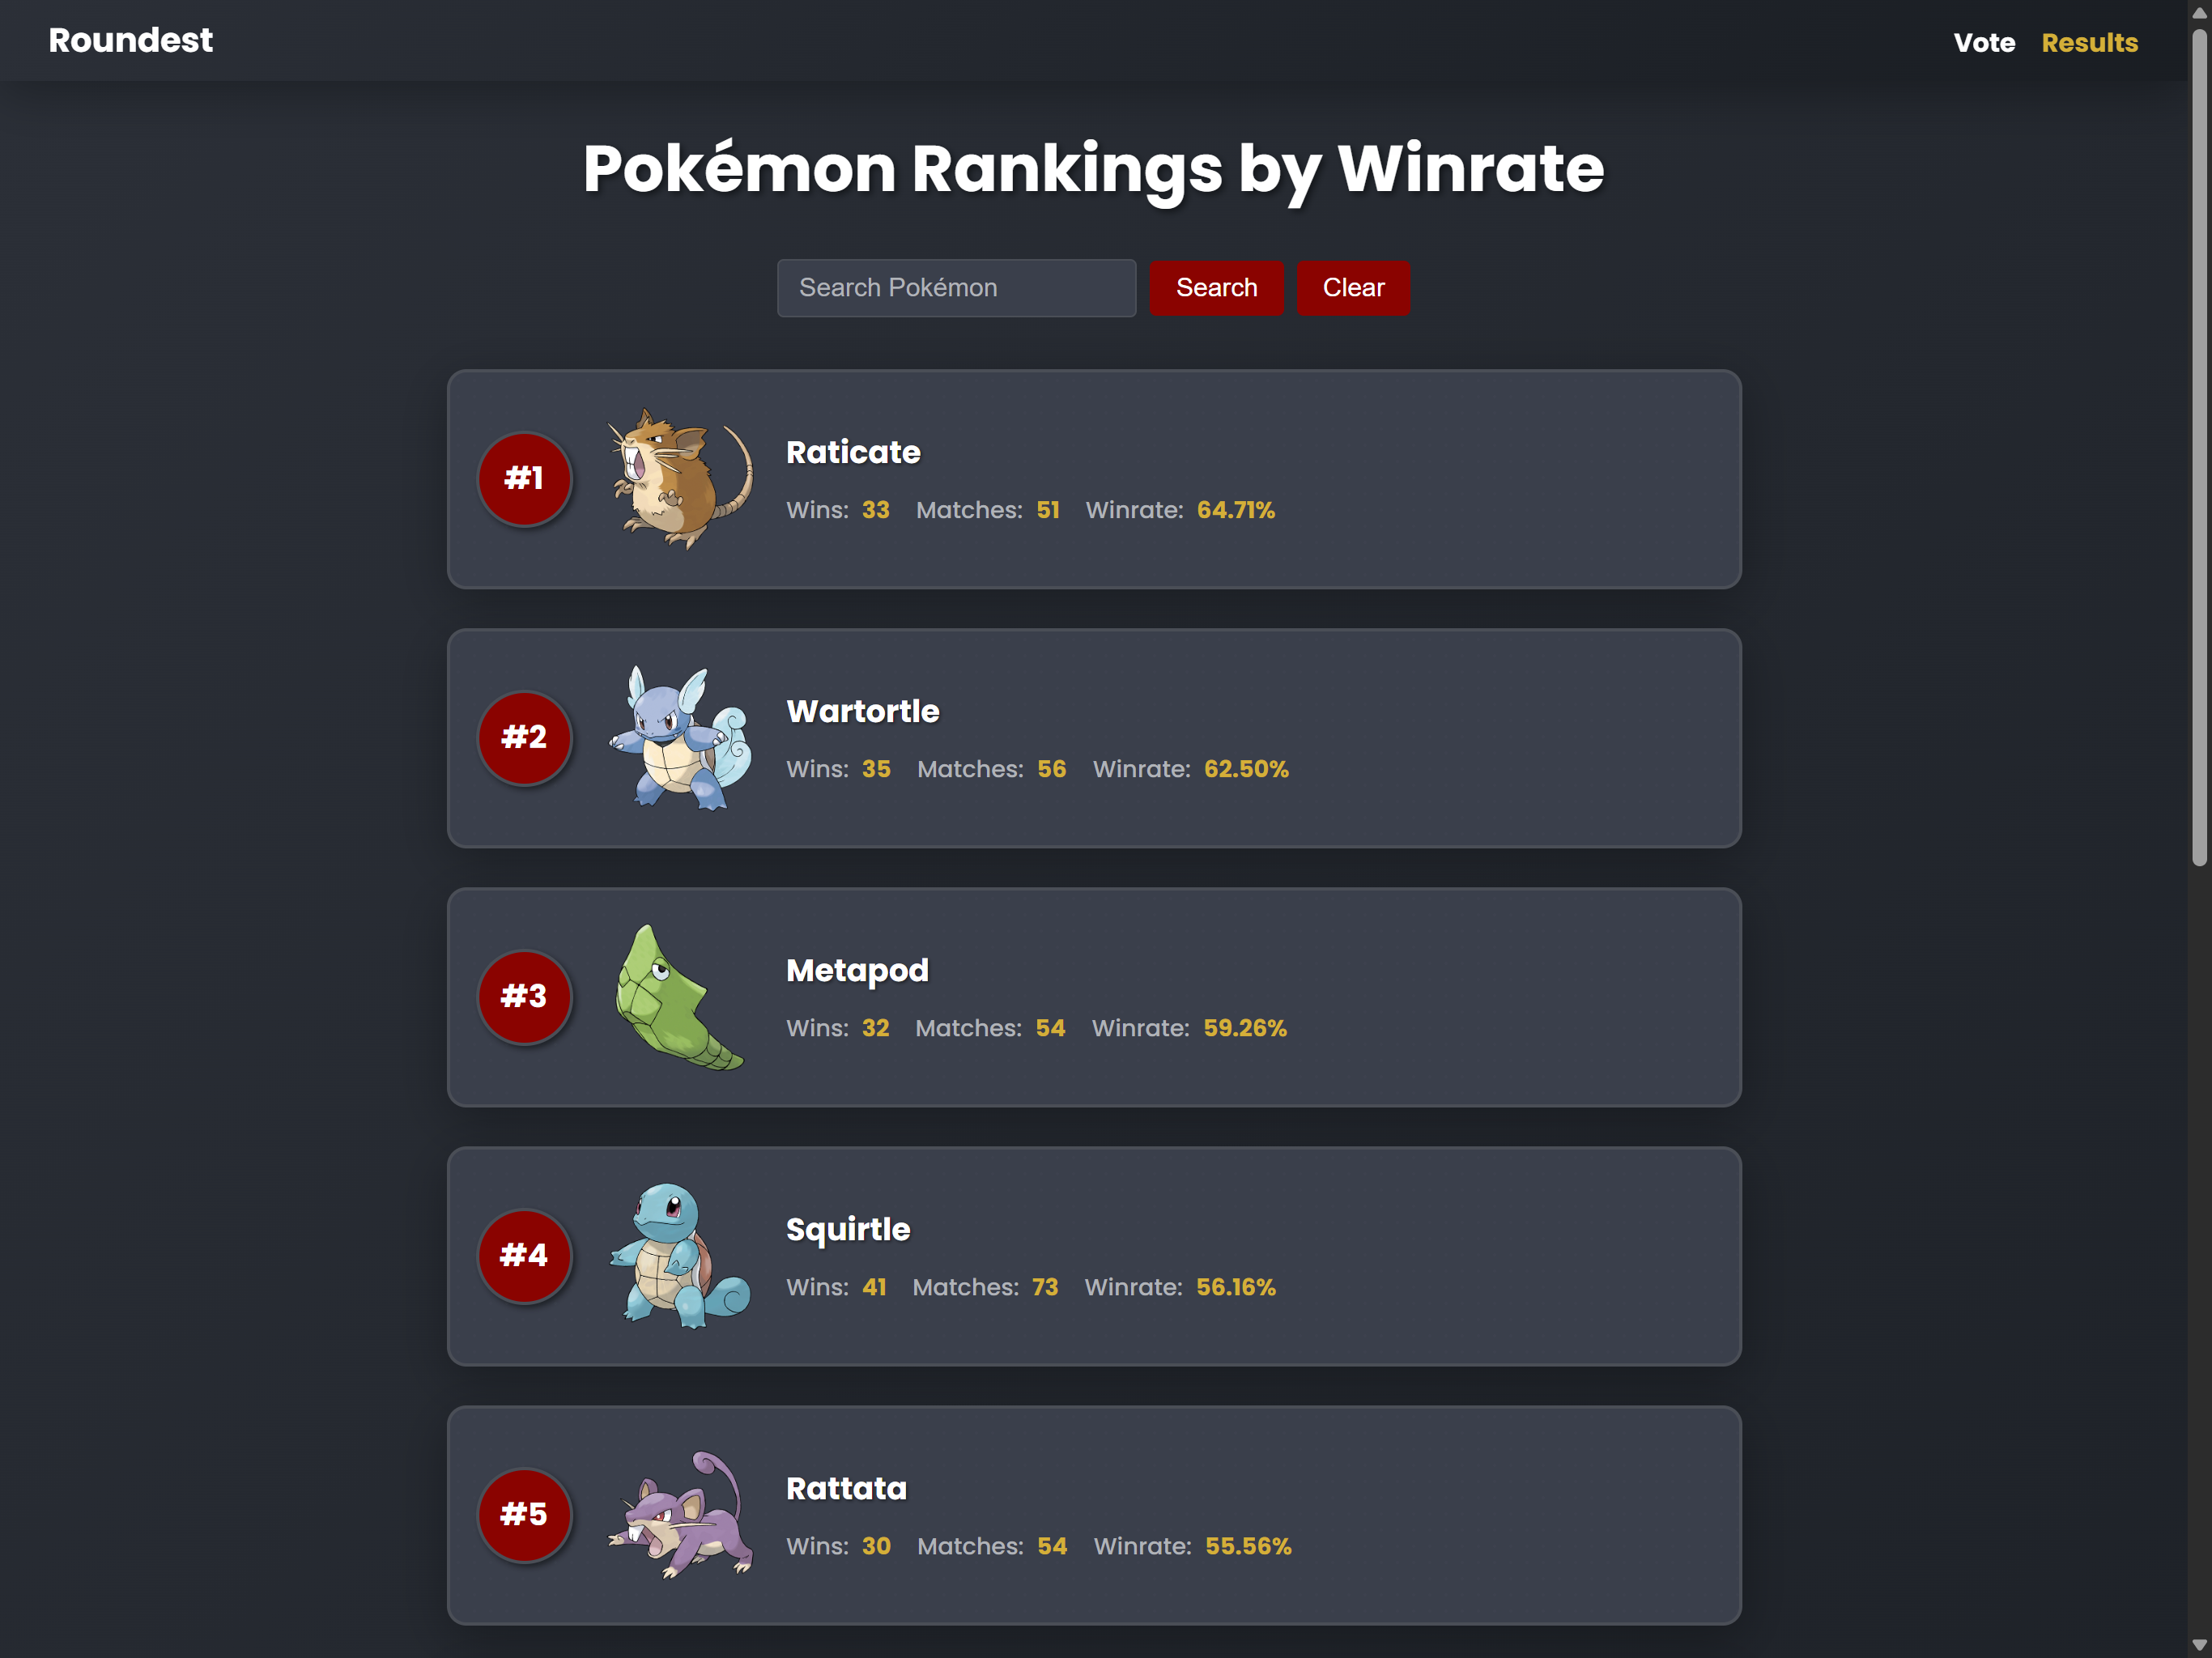 Roundest
Vote Results
Pokémon Rankings by Winrate
Search Pokémon Search Clear
#1
Raticate
Wins: 33 Matches: 51 Winrate: 64.71%
#2
Wartortle
Wins: 35 Matches: 56 Winrate: 62.50%
#3
Metapod
Wins: 32 Matches: 54 Winrate: 59.26%
#4
Squirtle
Wins: 41 Matches: 73 Winrate: 56.16%
#5
Rattata
Wins: 30 Matches: 54 Winrate: 55.56%